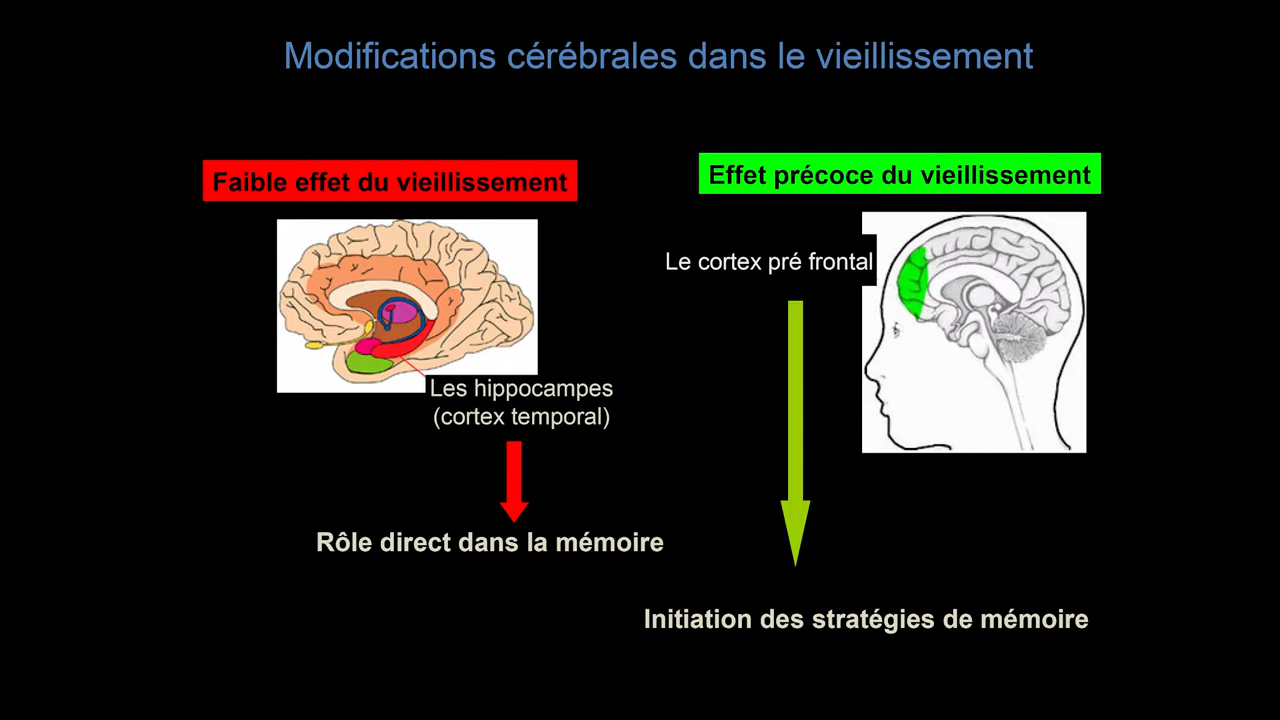 Modifications cérébrales dans le vieillissement
Faible effet du vieillissement
Les hippocampes
(cortex temporal)
Rôle direct dans la mémoire
Effet précoce du vieillissement
Le cortex pré frontal
Initiation des stratégies de mémoire